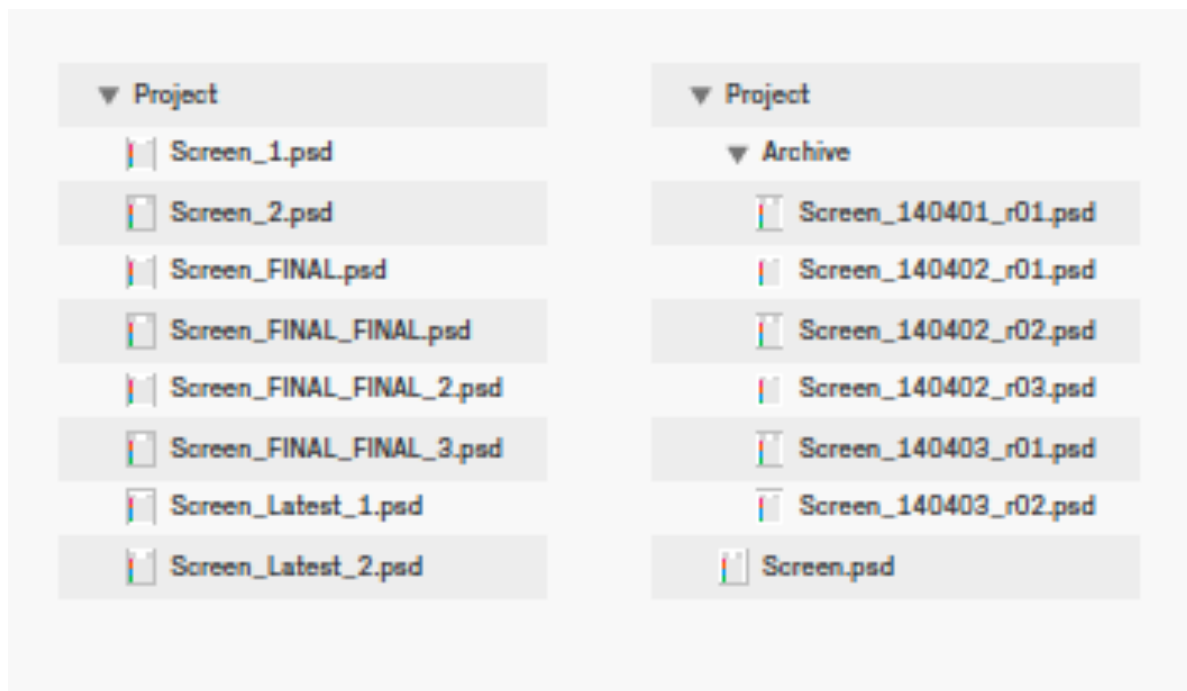 Project
Screen_1.psd
Screen_2.psd
Screen_FINAL.psd
Screen_FINAL_FINAL.psd
Screen_FINAL_FINAL_2.psd
Screen_FINAL_FINAL_3.psd
Screen_Latest_1.psd
Screen_Latest_2.psd
Project
Archive
Screen_140401_r01.psd
Screen_140402_r01.psd
Screen_140402_r02.psd
Screen_140402_r03.psd
Screen_140403_r01.psd
Screen_140403_r02.psd
Screen.psd